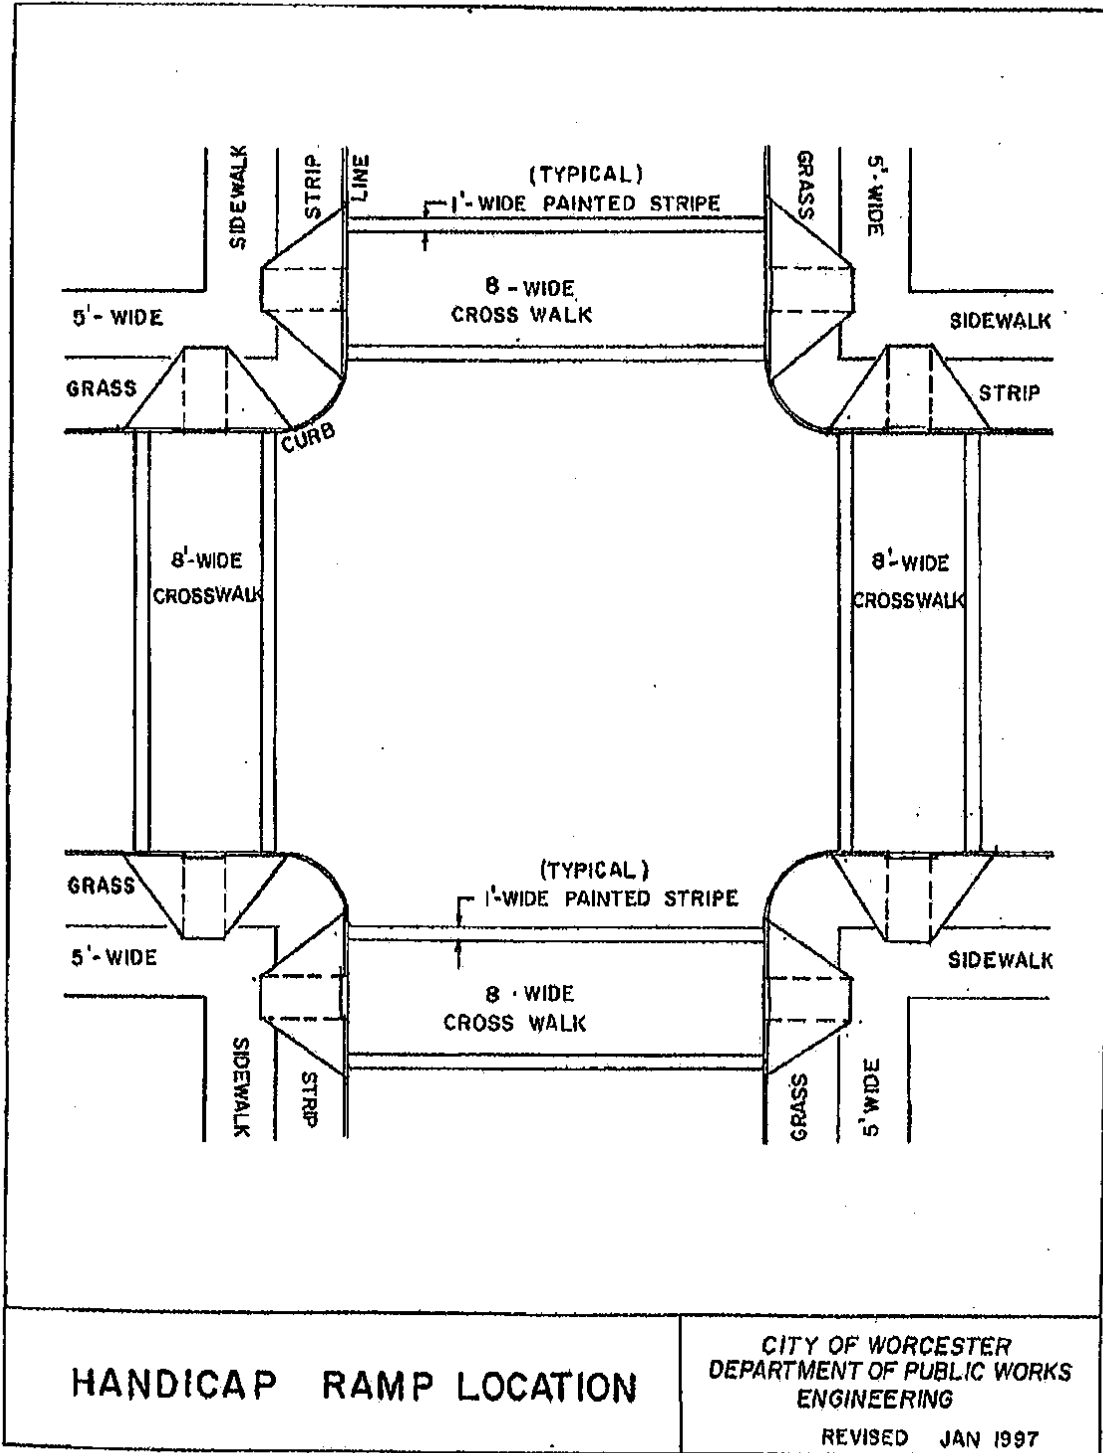 SIDEWALK
STRIP
LINE
(TYPICAL)
1'-WIDE PAINTED STRIPE
GRASS
5'-WIDE
8-WIDE
CROSS WALK
5'-WIDE
SIDEWALK
GRASS
STRIP
CURB
8'-WIDE
CROSSWALK
8'-WIDE
CROSSWALK
(TYPICAL)
1'-WIDE PAINTED STRIPE
GRASS
5'-WIDE
SIDEWALK
8-WIDE
CROSS WALK
SIDEWALK
STRIP
GRASS
5'WIDE
HANDICAP RAMP LOCATION
CITY OF WORCESTER
DEPARTMENT OF PUBLIC WORKS
ENGINEERING
REVISED JAN 1997